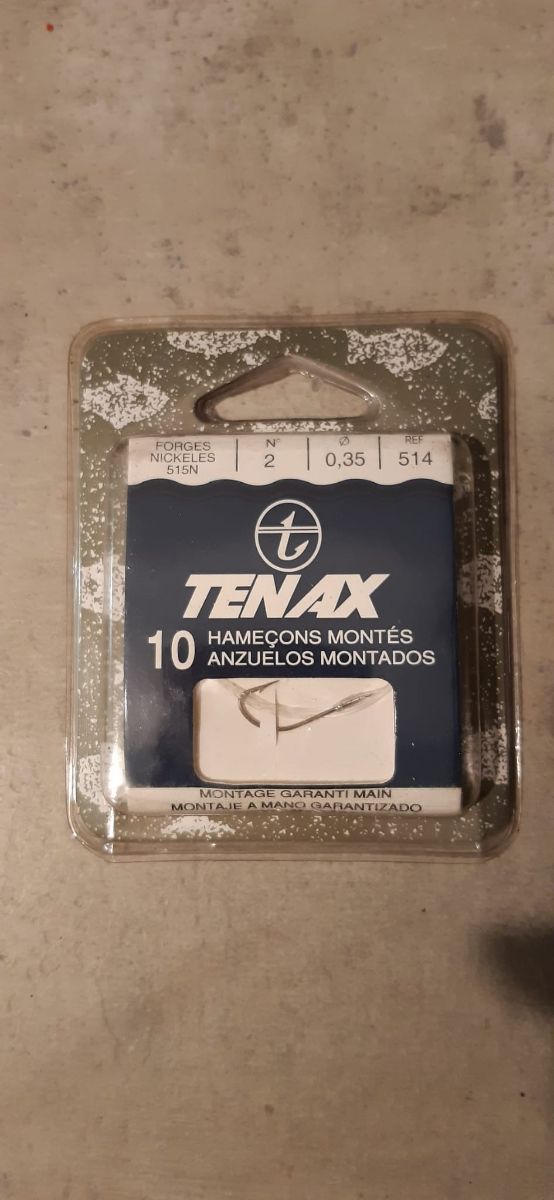 FORGES
NICKELES
515N
N°
2
Ø
0,35
REF
514
t
TENAX
10 HAMEÇONS MONTÉS
ANZUELOS MONTADOS
MONTAGE GARANTI MAIN
MONTAJE A MANO GARANTIZADO